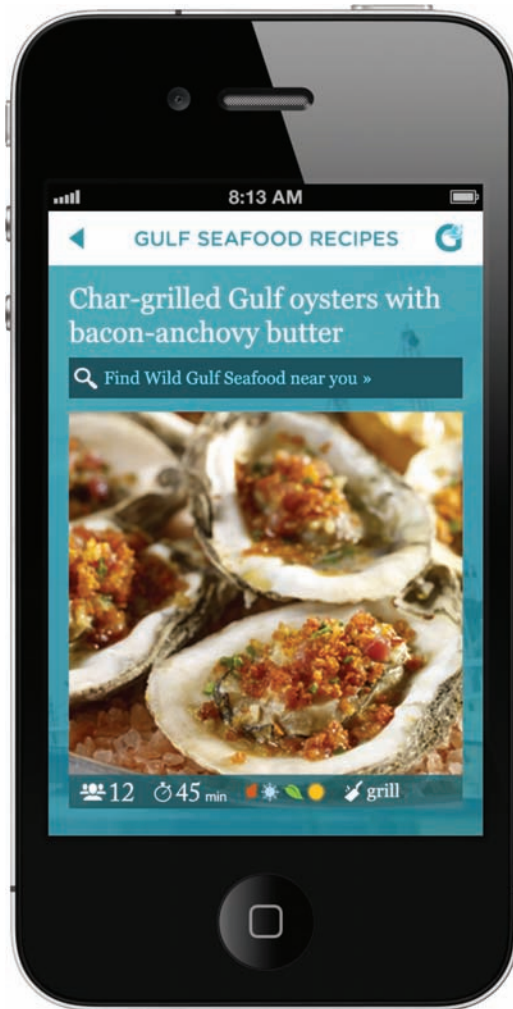 8:13 AM
GULF SEAFOOD RECIPES
G
Char-grilled Gulf oysters with
bacon-anchovy butter
Find Wild Gulf Seafood near you »
12 45 min grill